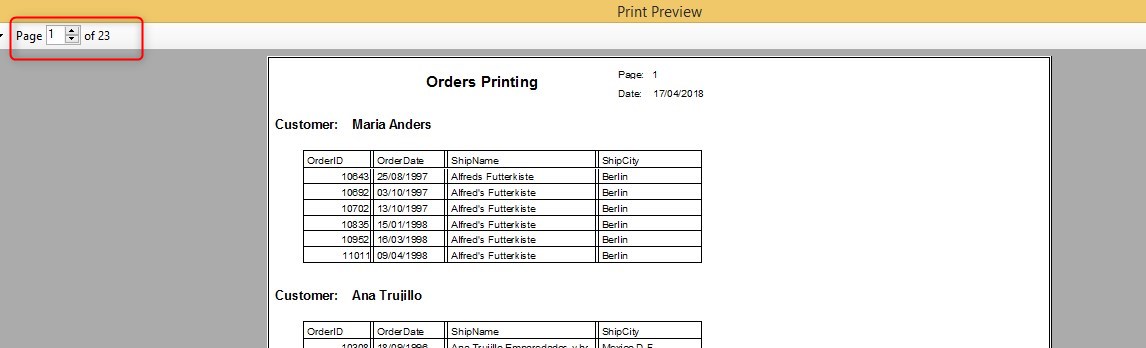 Print Preview
Page 1 of 23
Orders Printing
Page: 1
Date: 17/04/2018
Customer: Maria Anders
OrderID OrderDate ShipName ShipCity
10643 25/08/1997 Alfreds Futterkiste Berlin
10692 03/10/1997 Alfred's Futterkiste Berlin
10702 13/10/1997 Alfred's Futterkiste Berlin
10835 15/01/1998 Alfred's Futterkiste Berlin
10952 16/03/1998 Alfred's Futterkiste Berlin
11011 09/04/1998 Alfred's Futterkiste Berlin
Customer: Ana Trujillo
OrderID OrderDate ShipName ShipCity
10308 18/09/1996 Ana Trujillo Emparedados y h